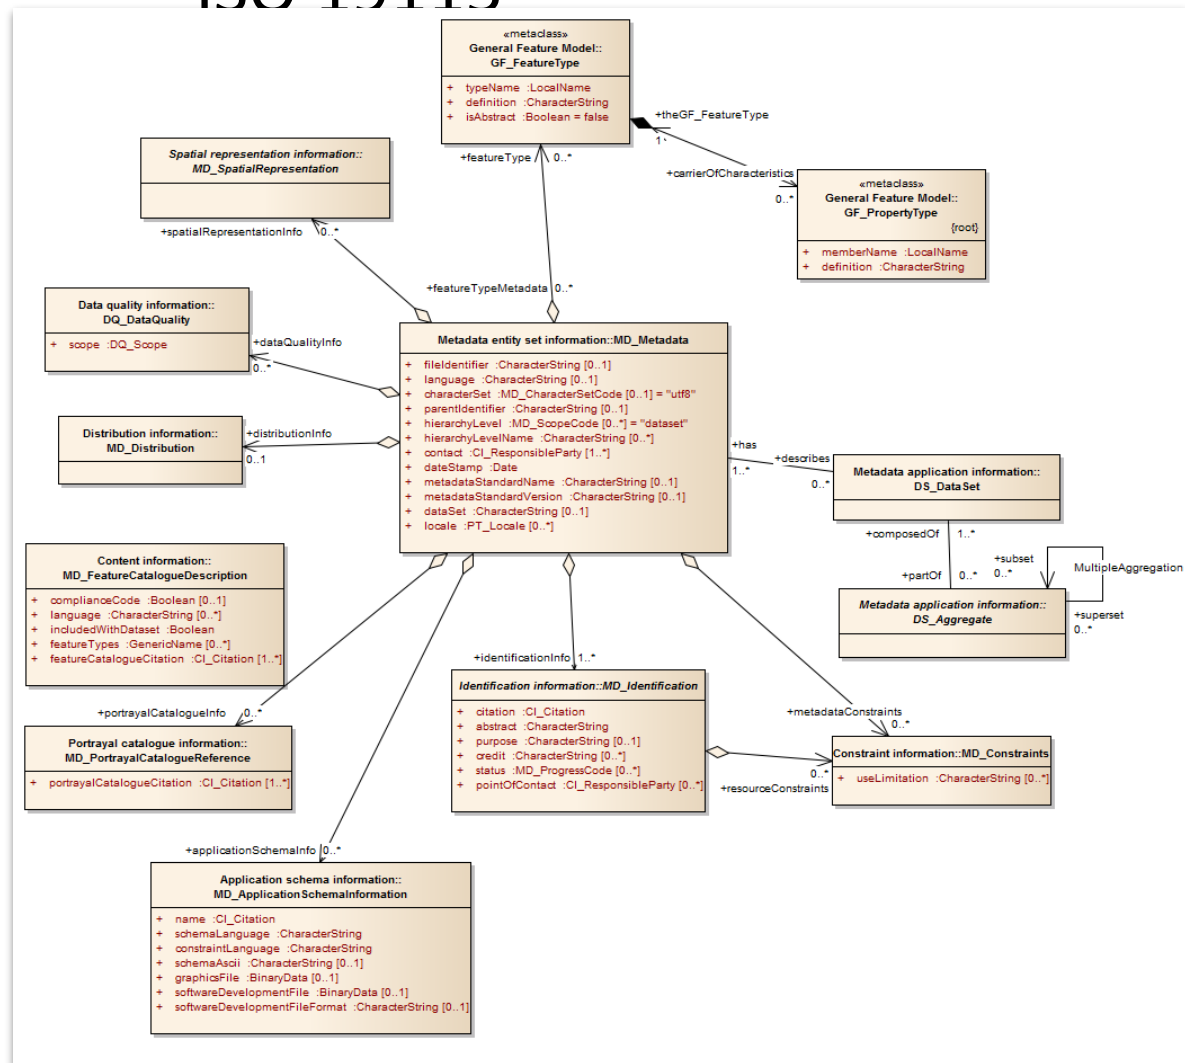 ISO 19115
«metaclass»
General Feature Model::
GF_FeatureType
+ typeName :LocalName
+ definition :CharacterString
+ isAbstract :Boolean = false
+theGF_FeatureType
1
+featureType
0..*
+carrierOfCharacteristics
0..*
«metaclass»
General Feature Model::
GF_PropertyType
{root}
+ memberName :LocalName
+ definition :CharacterString
Spatial representation information::
MD_SpatialRepresentation
+spatialRepresentationInfo
0..*
+featureTypeMetadata
0..*
Data quality information::
DQ_DataQuality
+ scope :DQ_Scope
+dataQualityInfo
0..*
Distribution information::
MD_Distribution
+distributionInfo
0..1
Metadata entity set information::MD_Metadata
+ fileIdentifier :CharacterString [0..1]
+ language :CharacterString [0..1]
+ characterSet :MD_CharacterSetCode [0..1] = "utf8"
+ parentIdentifier :CharacterString [0..1]
+ hierarchyLevel :MD_ScopeCode [0..*] = "dataset"
+ hierarchyLevelName :CharacterString [0..*]
+ contact :CI_ResponsibleParty [1..*]
+ dateStamp :Date
+ metadataStandardName :CharacterString [0..1]
+ metadataStandardVersion :CharacterString [0..1]
+ dataSet :CharacterString [0..1]
+ locale :PT_Locale [0..*]
+has
1..*
+describes
0..*
Metadata application information::
DS_DataSet
+composedOf
1..*
+partOf
0..*
+subset
0..*
MultipleAggregation
+superset
0..*
Metadata application information::
DS_Aggregate
Content information::
MD_FeatureCatalogueDescription
+ complianceCode :Boolean [0..1]
+ language :CharacterString [0..*]
+ includedWithDataset :Boolean
+ featureTypes :GenericName [0..*]
+ featureCatalogueCitation :CI_Citation [1..*]
+portrayalCatalogueInfo
0..*
Portrayal catalogue information::
MD_PortrayalCatalogueReference
+ portrayalCatalogueCitation :CI_Citation [1..*]
+identificationInfo
1..*
Identification information::MD_Identification
+ citation :CI_Citation
+ abstract :CharacterString
+ purpose :CharacterString [0..1]
+ credit :CharacterString [0..*]
+ status :MD_ProgressCode [0..*]
+ pointOfContact :CI_ResponsibleParty [0..*]
+metadataConstraints
0..*
0..*
+resourceConstraints
Constraint information::MD_Constraints
+ useLimitation :CharacterString [0..*]
+applicationSchemaInfo
0..*
Application schema information::
MD_ApplicationSchemaInformation
+ name :CI_Citation
+ schemaLanguage :CharacterString
+ constraintLanguage :CharacterString
+ schemaAscii :CharacterString [0..1]
+ graphicsFile :BinaryData [0..1]
+ softwareDevelopmentFile :BinaryData [0..1]
+ softwareDevelopmentFileFormat :CharacterString [0..1]